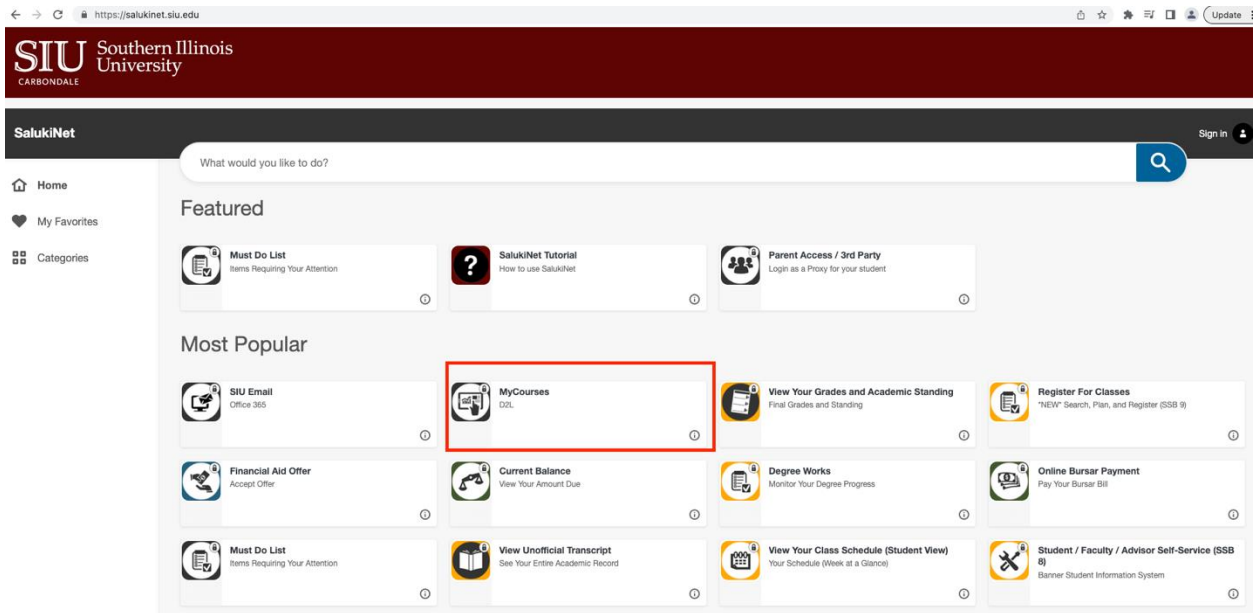 https://salukinet.siu.edu
Update
SIU Southern Illinois
University
CARBONDALE
SalukiNet
Sign in
What would you like to do?
Home
My Favorites
Categories
Featured
Must Do List
Items Requiring Your Attention
SalukiNet Tutorial
How to use SalukiNet
Parent Access / 3rd Party
Login as a Proxy for your student
Most Popular
SIU Email
Office 365
MyCourses
D2L
View Your Grades and Academic Standing
Final Grades and Standing
Register For Classes
*NEW* Search, Plan, and Register (SSB 9)
Financial Aid Offer
Accept Offer
Current Balance
View Your Amount Due
Degree Works
Monitor Your Degree Progress
Online Bursar Payment
Pay Your Bursar Bill
Must Do List
Items Requiring Your Attention
View Unofficial Transcript
See Your Entire Academic Record
View Your Class Schedule (Student View)
Your Schedule (Week at a Glance)
Student / Faculty / Advisor Self-Service (SSB
8)
Banner Student Information System